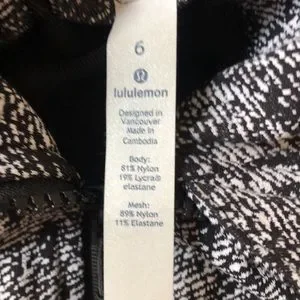 6
lululemon
Designed in
Vancouver
Made in
Cambodia
Body:
81% Nylon
19% Lycra®
elastane
Mesh:
89% Nylon
11% Elastane